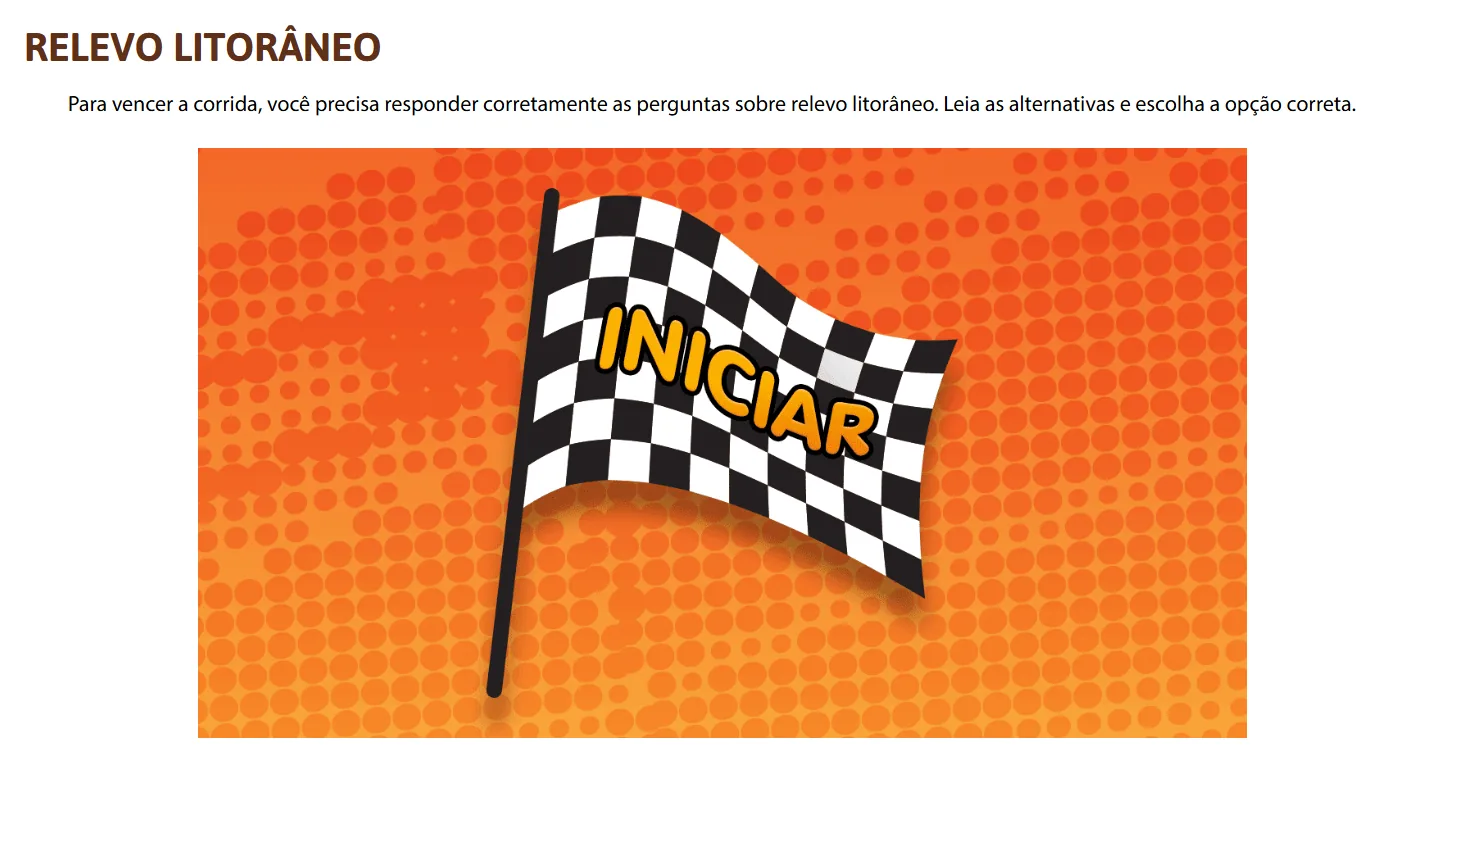 RELEVO LITORÂNEO
Para vencer a corrida, você precisa responder corretamente as perguntas sobre relevo litorâneo. Leia as alternativas e escolha a opção correta.
INICIAR